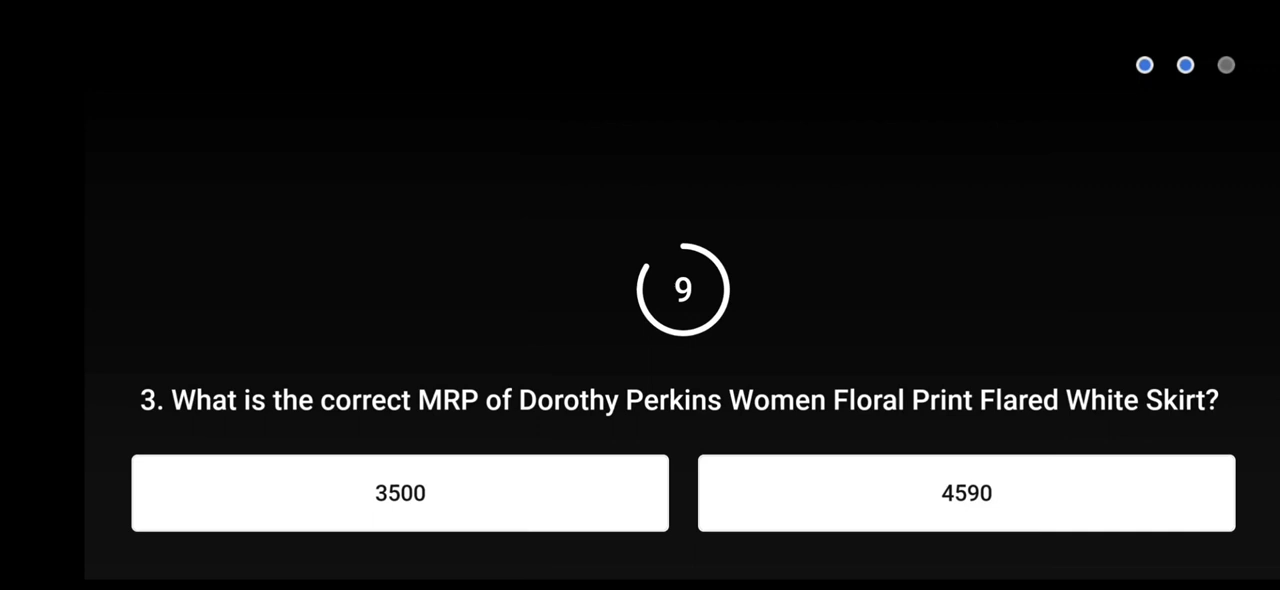 9
3. What is the correct MRP of Dorothy Perkins Women Floral Print Flared White Skirt?
3500
4590